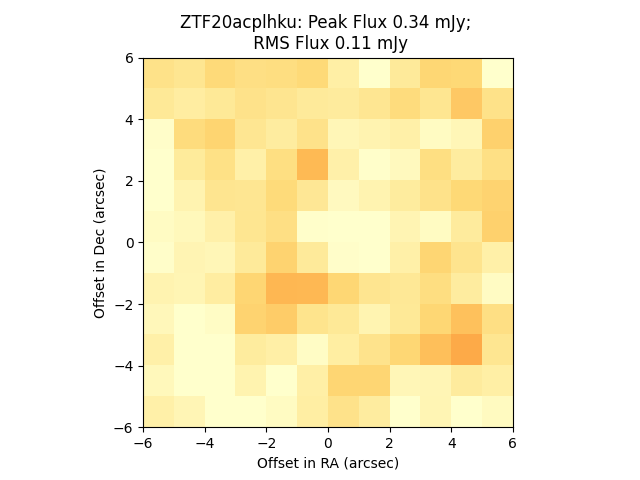 ZTF20acplhku: Peak Flux 0.34 mJy;
RMS Flux 0.11 mJy
6
4
2
0
−2
−4
−6
Offset in Dec (arcsec)
−6 −4 −2 0 2 4 6
Offset in RA (arcsec)